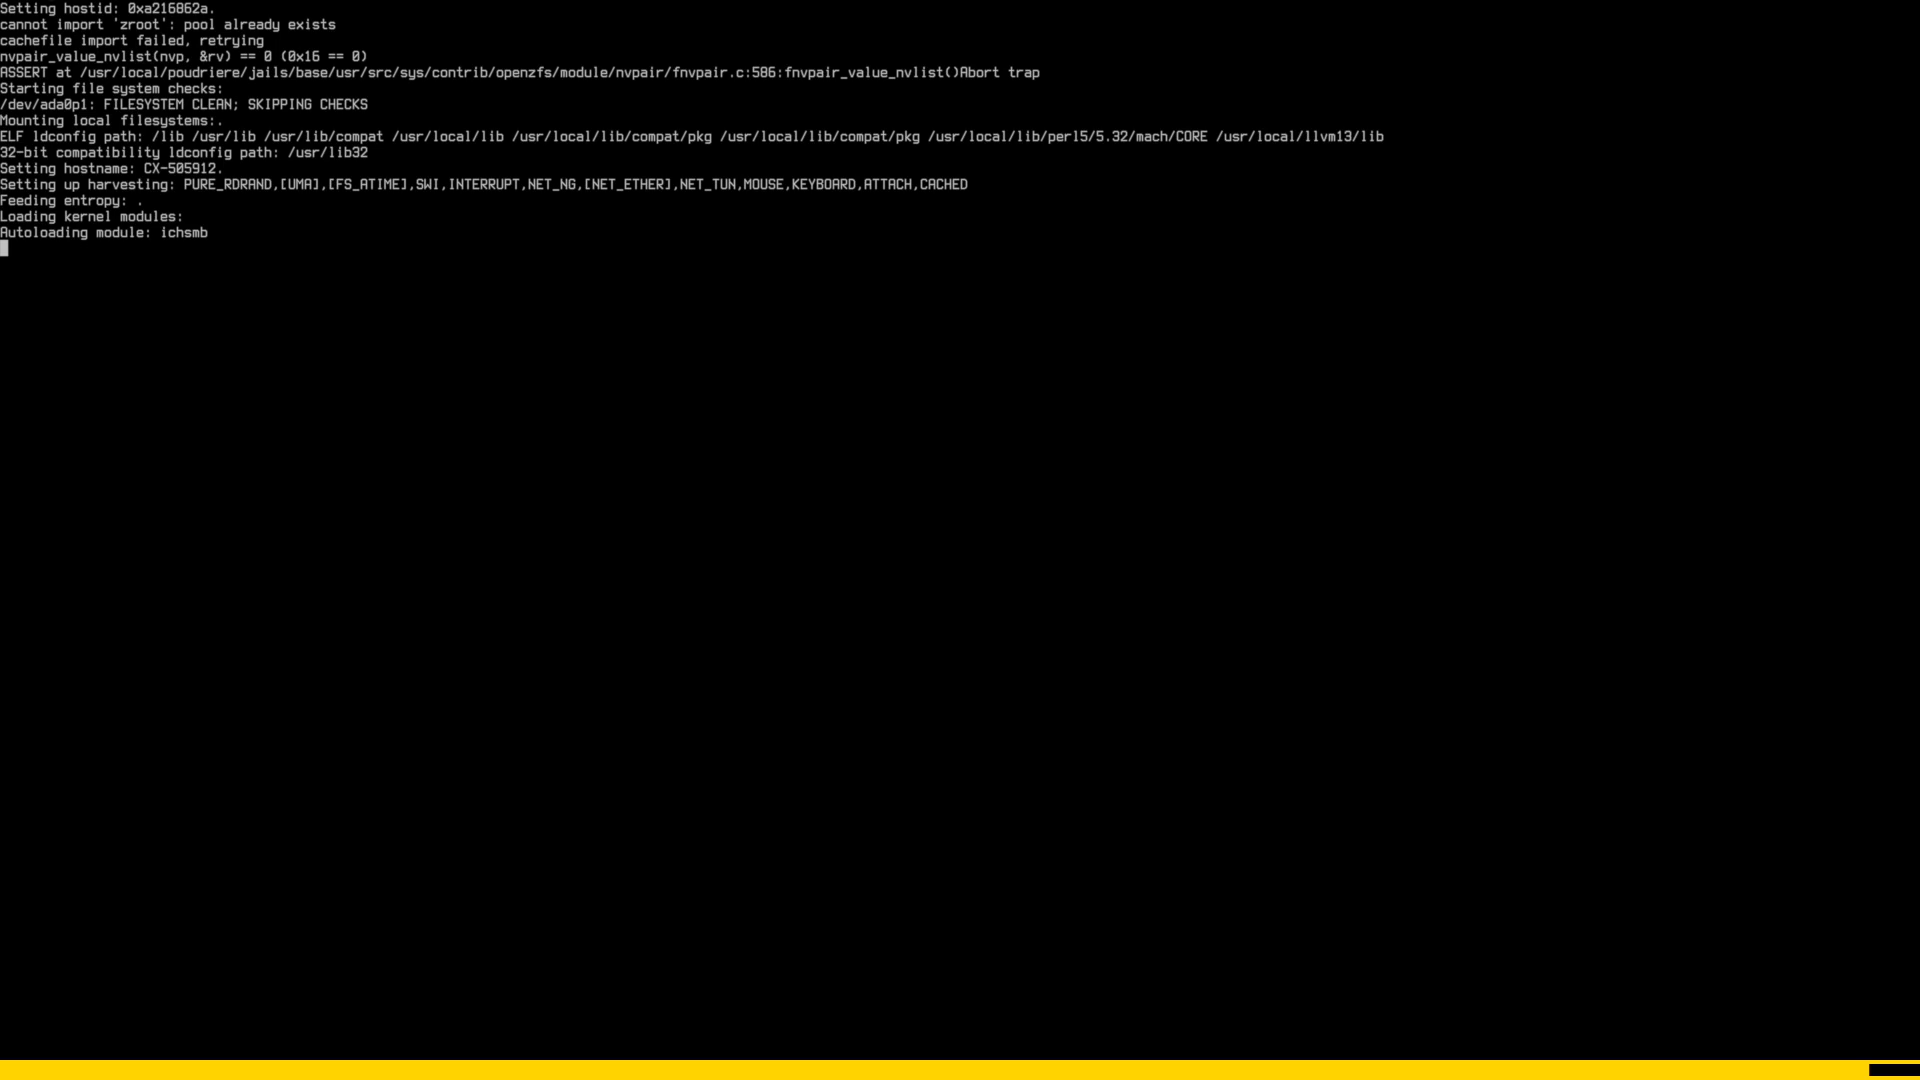 Setting hostid: 0xa216862a.
cannot import 'zroot': pool already exists
cachefile import failed, retrying
nvpair_value_nvlist(nvp, &rv) == 0 (0x16 == 0)
ASSERT at /usr/local/poudriere/jails/base/usr/src/sys/contrib/openzfs/module/nvpair/fnvpair.c:586:fnvpair_value_nvlist()Abort trap
Starting file system checks:
/dev/ada0p1: FILESYSTEM CLEAN; SKIPPING CHECKS
Mounting local filesystems:.
ELF ldconfig path: /lib /usr/lib /usr/lib/compat /usr/local/lib /usr/local/lib/compat/pkg /usr/local/lib/compat/pkg /usr/local/lib/perl5/5.32/mach/CORE /usr/local/llvm13/lib
32-bit compatibility ldconfig path: /usr/lib32
Setting hostname: CX-505912.
Setting up harvesting: PURE_RDRAND,[UMA],[FS_ATIME],SWI,INTERRUPT,NET_NG,[NET_ETHER],NET_TUN,MOUSE,KEYBOARD,ATTACH,CACHED
Feeding entropy: .
Loading kernel modules:
Autoloading module: ichsmb